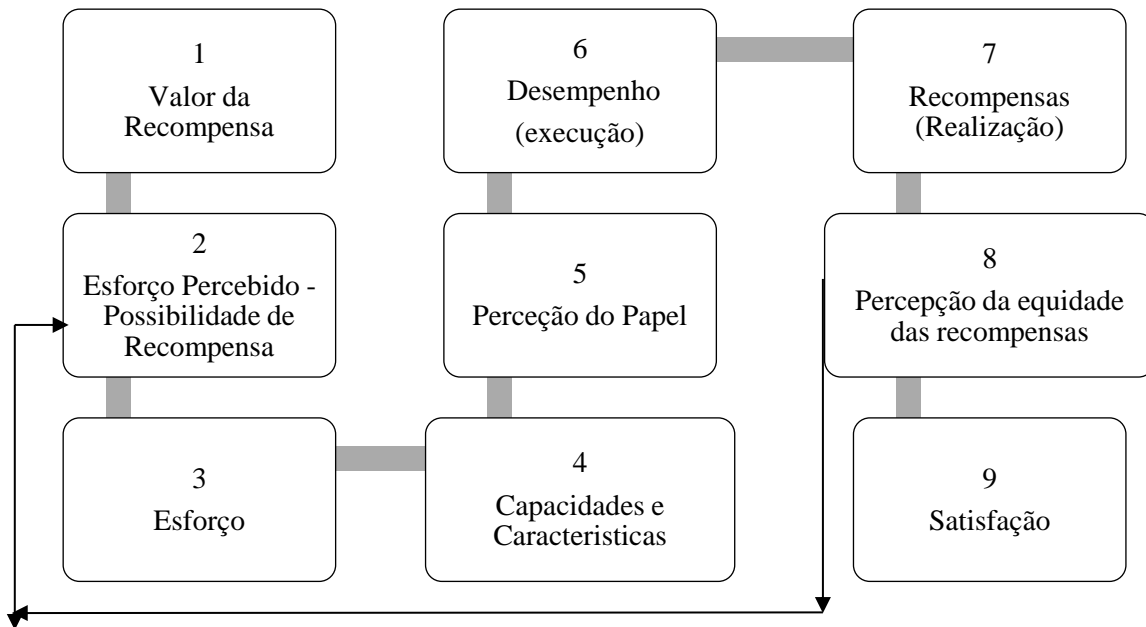 1
Valor da
Recompensa
2
Esforço Percebido -
Possibilidade de
Recompensa
3
Esforço
4
Capacidades e
Caracteristicas
5
Perceção do Papel
6
Desempenho
(execução)
7
Recompensas
(Realização)
8
Percepção da equidade
das recompensas
9
Satisfação